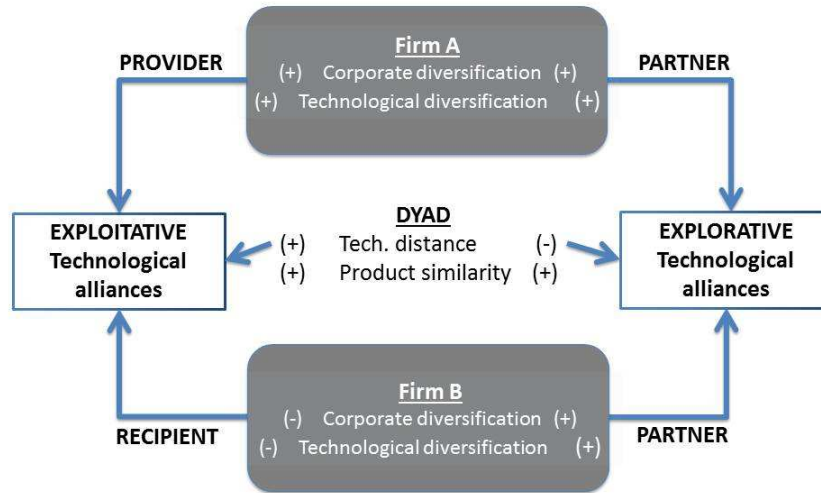 Firm A
PROVIDER
(+) Corporate diversification (+)
PARTNER
(+) Technological diversification (+)
DYAD
EXPLOITATIVE
Technological
alliances
(+) Tech. distance (-)
(+) Product similarity (+)
EXPLORATIVE
Technological
alliances
Firm B
(-) Corporate diversification (+)
RECIPIENT
(-) Technological diversification (+)
PARTNER